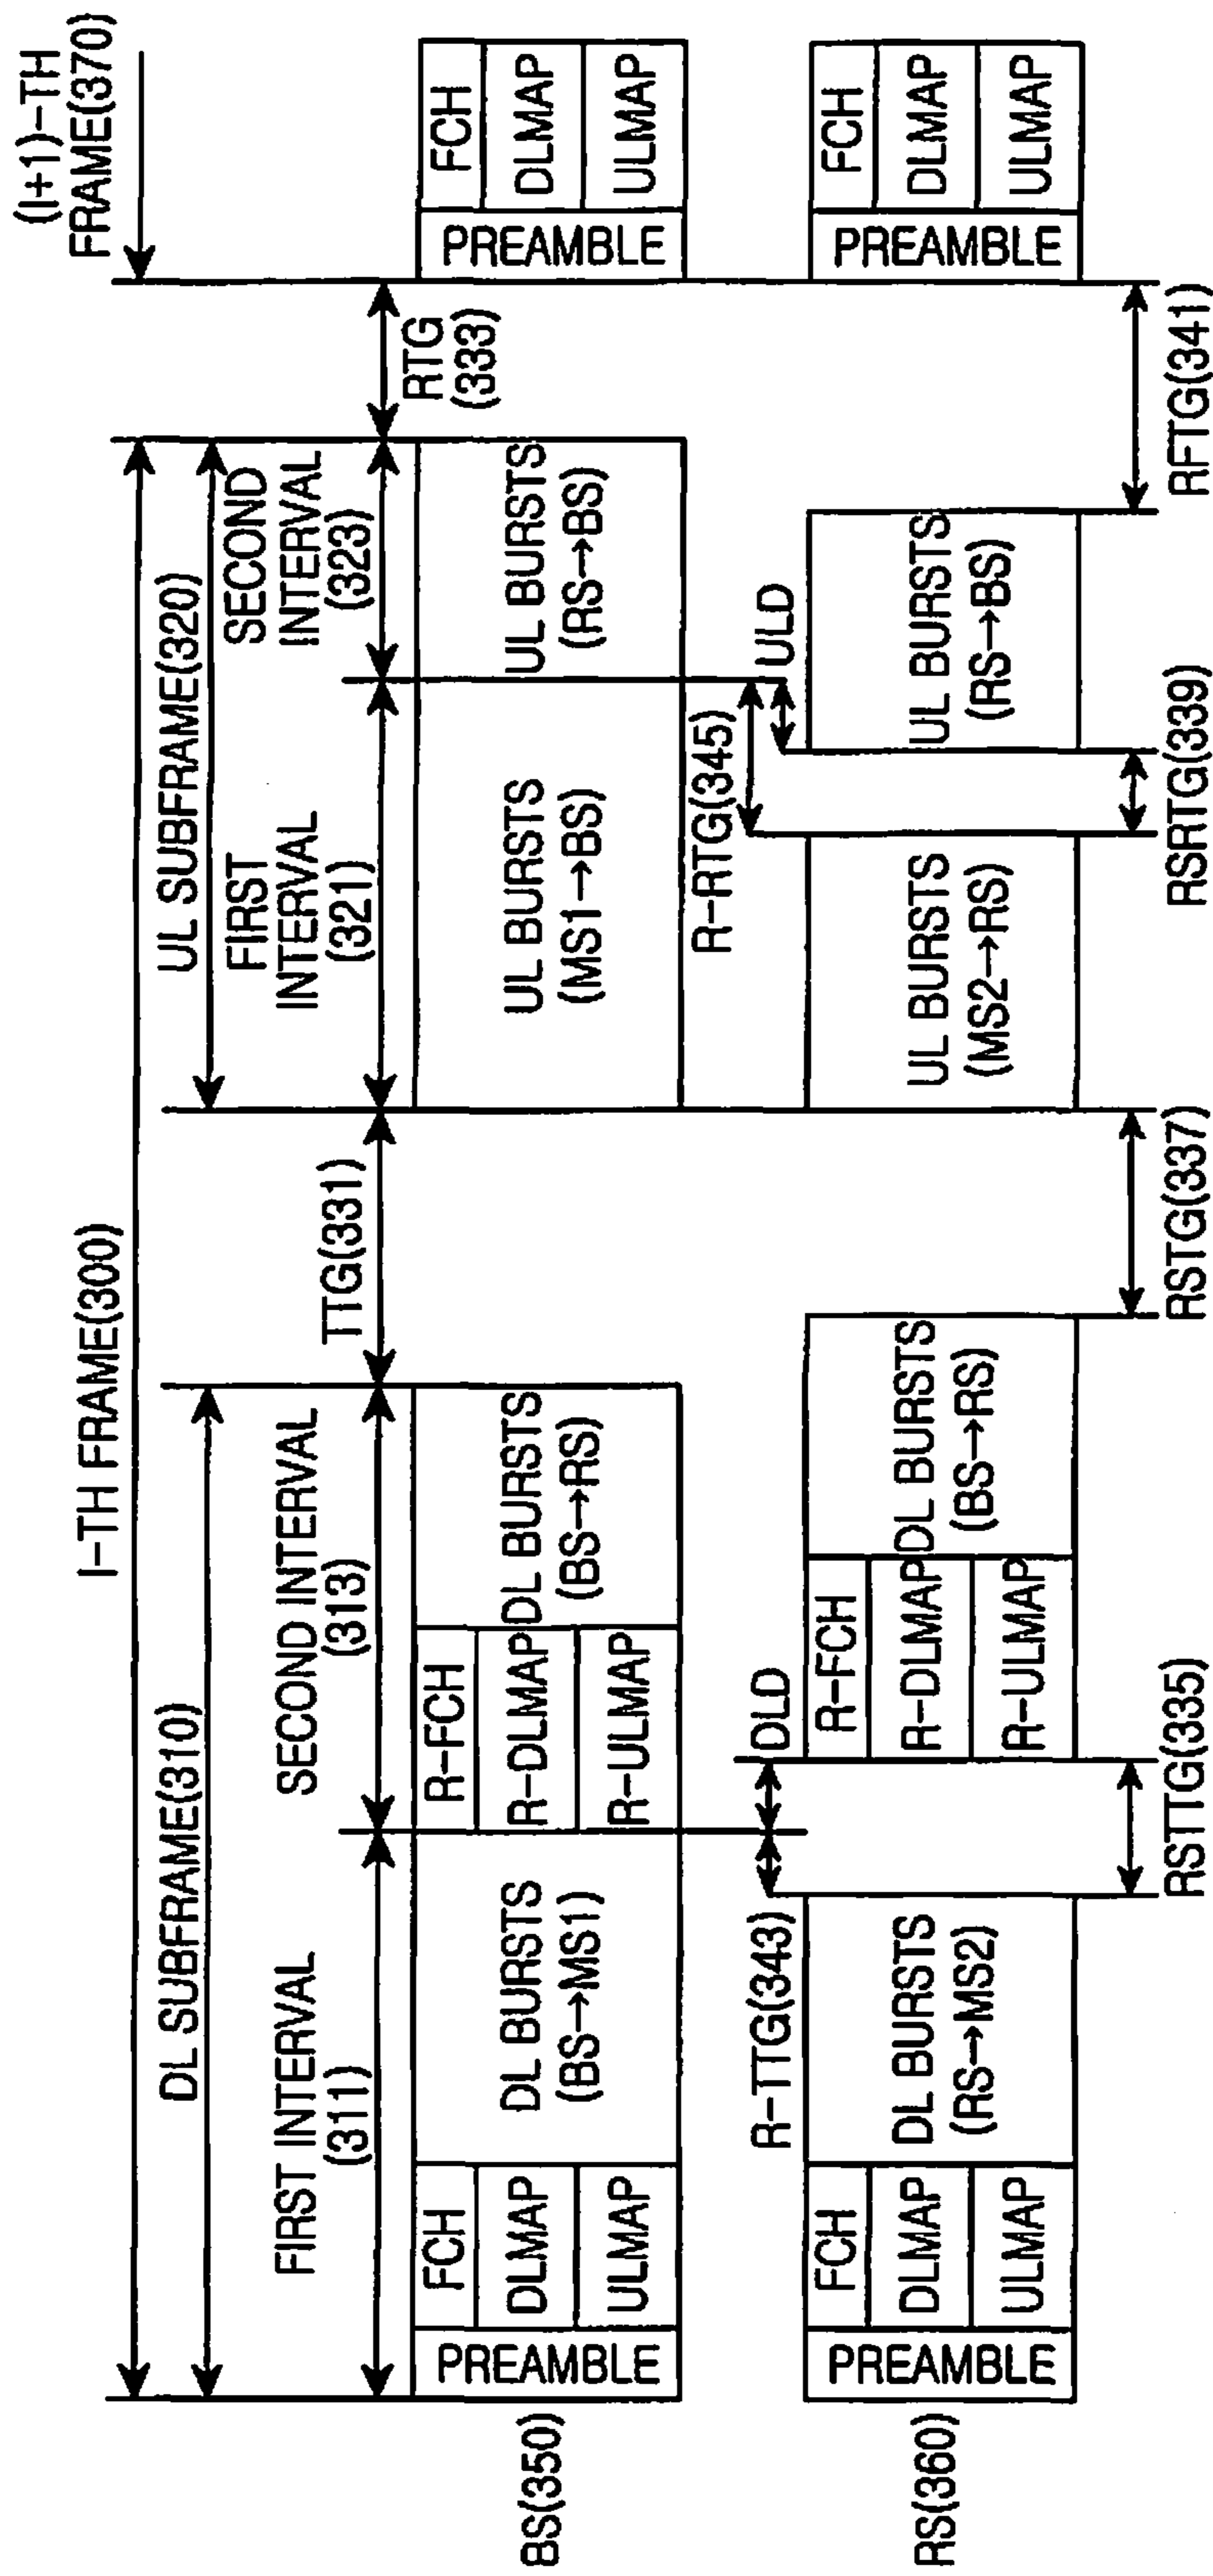 I-TH FRAME(300)
(I+1)-TH
FRAME(370)
DL SUBFRAME(310)
UL SUBFRAME(320)
FIRST INTERVAL
(311)
SECOND INTERVAL
(313)
TTG(331)
FIRST
INTERVAL
(321)
SECOND
INTERVAL
(323)
RTG
(333)
BS(350)
PREAMBLE
FCH
DLMAP
ULMAP
DL BURSTS
(BS→MS1)
R-FCH
R-DLMAP
R-ULMAP
DL BURSTS
(BS→RS)
UL BURSTS
(MS1→BS)
UL BURSTS
(RS→BS)
PREAMBLE
FCH
DLMAP
ULMAP
R-TTG(343)
DLD
R-RTG(345)
ULD
RS(360)
PREAMBLE
FCH
DLMAP
ULMAP
DL BURSTS
(RS→MS2)
R-FCH
R-DLMAP
R-ULMAP
DL BURSTS
(BS→RS)
UL BURSTS
(MS2→RS)
UL BURSTS
(RS→BS)
PREAMBLE
FCH
DLMAP
ULMAP
RSTTG(335)
RSTG(337)
RSRTG(339)
RFTG(341)